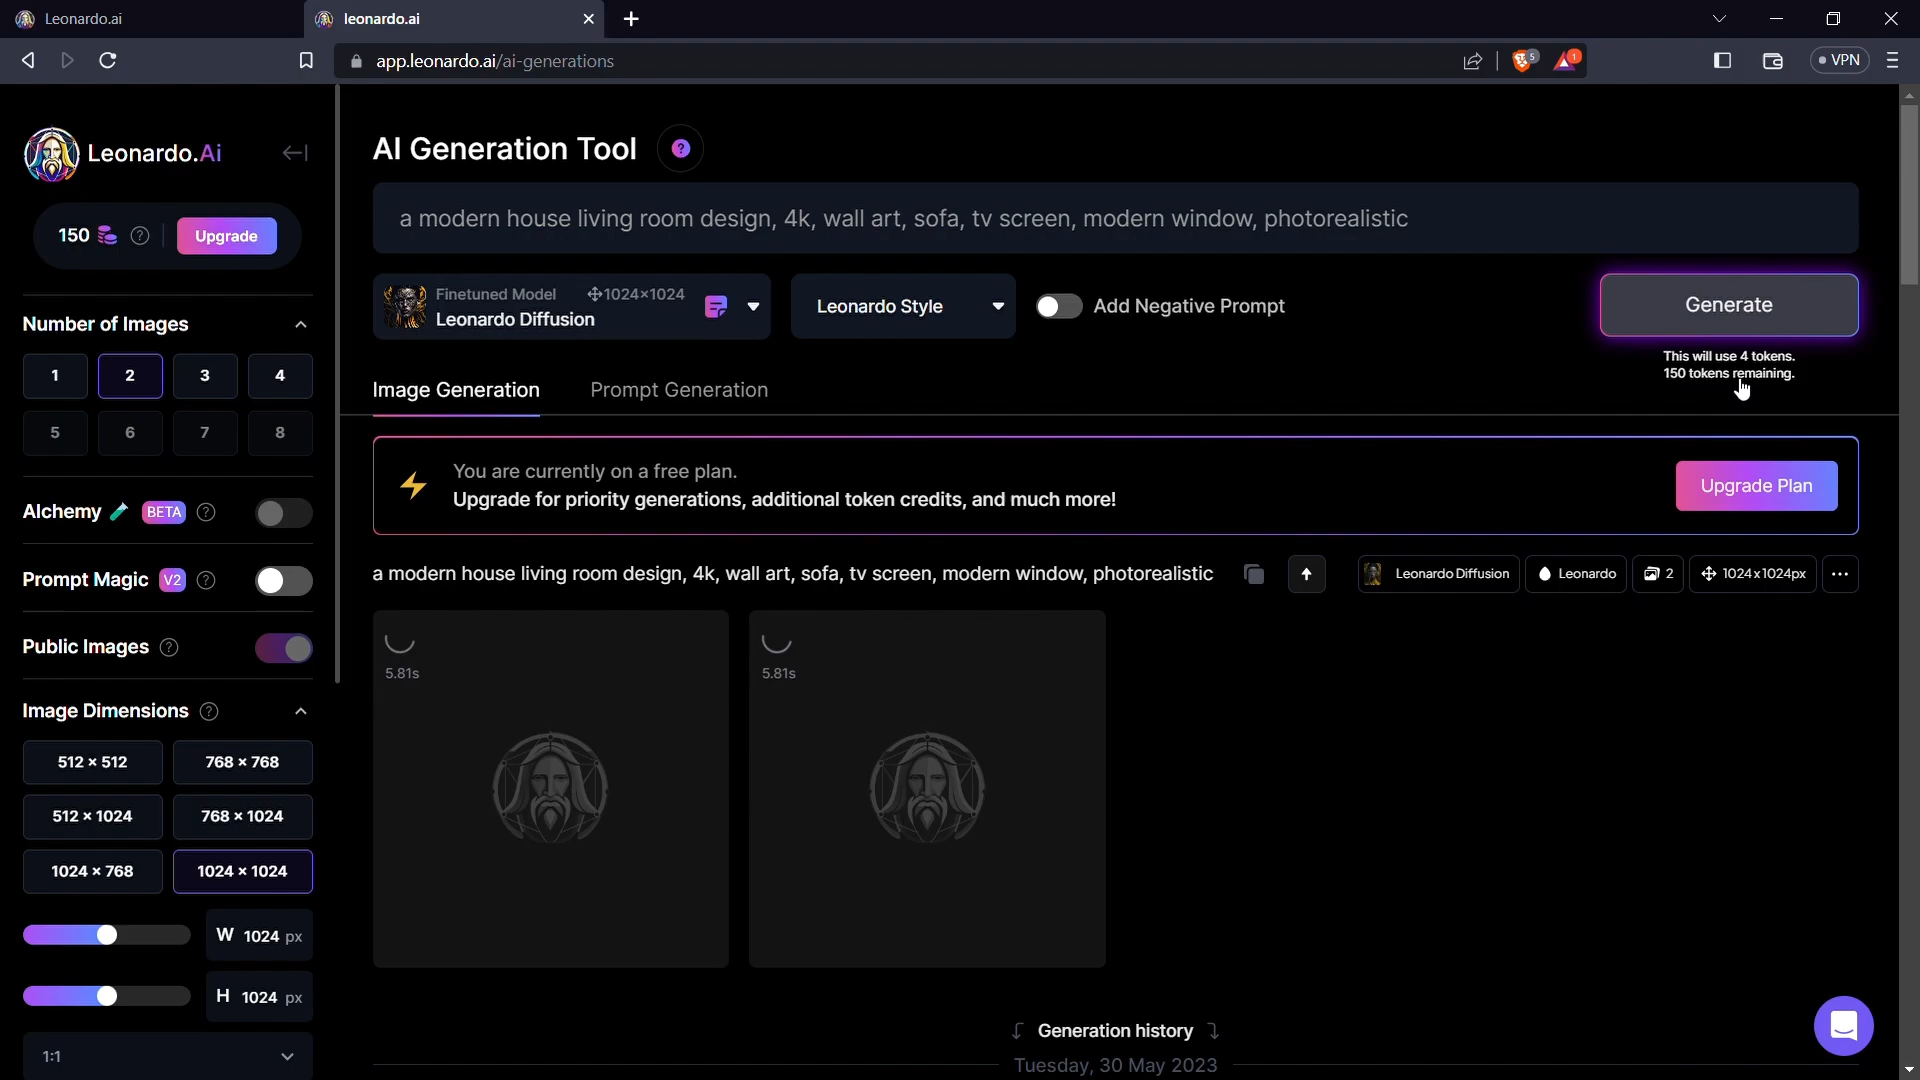 Leonardo.ai
leonardo.ai
app.leonardo.ai/ai-generations
5
1
VPN
Leonardo.Ai
150
?
Upgrade
Number of Images
1
2
3
4
5
6
7
8
Alchemy BETA ?
Prompt Magic V2 ?
Public Images ?
Image Dimensions ?
512 × 512
768 × 768
512 × 1024
768 × 1024
1024 × 768
1024 × 1024
W 1024 px
H 1024 px
1:1
AI Generation Tool ?
a modern house living room design, 4k, wall art, sofa, tv screen, modern window, photorealistic
Finetuned Model 1024×1024
Leonardo Diffusion
Leonardo Style
Add Negative Prompt
Generate
This will use 4 tokens.
150 tokens remaining.
Image Generation
Prompt Generation
You are currently on a free plan.
Upgrade for priority generations, additional token credits, and much more!
Upgrade Plan
a modern house living room design, 4k, wall art, sofa, tv screen, modern window, photorealistic
Leonardo Diffusion
Leonardo
2
1024x1024px
5.81s
5.81s
Generation history
Tuesday, 30 May 2023